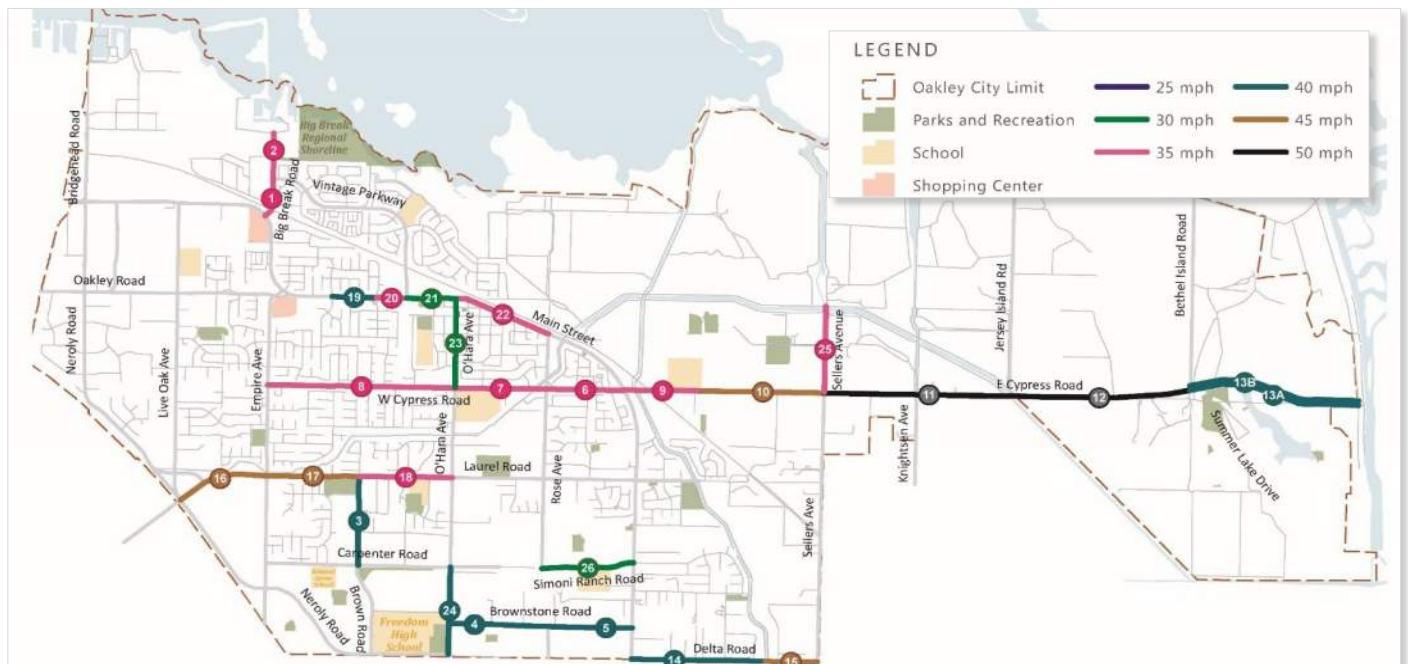 LEGEND
Oakley City Limit
Parks and Recreation
School
Shopping Center
25 mph
30 mph
35 mph
40 mph
45 mph
50 mph
Big Break
Regional
Shoreline
Bridgehead Road
2
1
Big Break Road
Vintage Parkway
Oakley Road
19
20
21
22
Main Street
23
O'Hara Ave
Neroly Road
Live Oak Ave
Empire Ave
8
7
6
9
10
W Cypress Road
25
Sellers Avenue
11
E Cypress Road
12
Jersey Island Rd
Bethel Island Road
13B
13A
Summer Lake Drive
Knightsen Ave
O'Hara Ave
Laurel Road
Rose Ave
Sellers Ave
16
17
18
3
Carpenter Road
26
Simoni Ranch Road
Neroly Road
Brown Road
Freedom
High
School
24
4
Brownstone Road
5
14
Delta Road
15